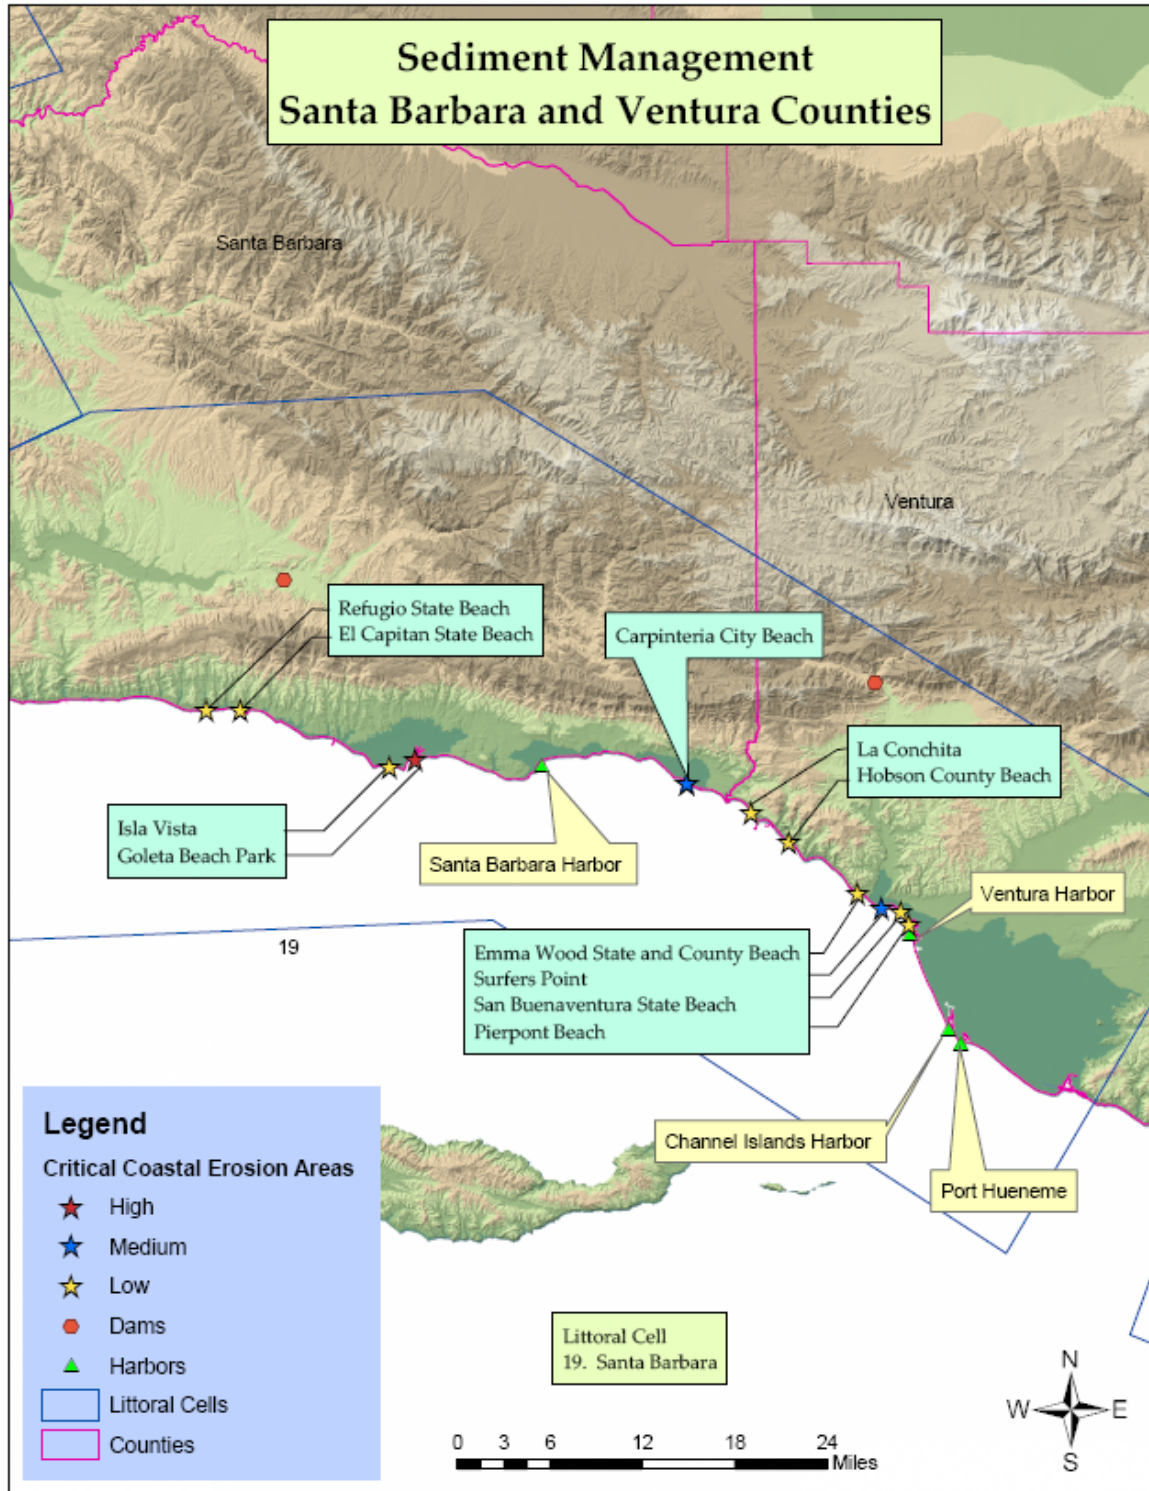 Sediment Management
Santa Barbara and Ventura Counties
Santa Barbara
Ventura
Refugio State Beach
El Capitan State Beach
Carpinteria City Beach
La Conchita
Hobson County Beach
Isla Vista
Goleta Beach Park
Santa Barbara Harbor
Ventura Harbor
19
Emma Wood State and County Beach
Surfers Point
San Buenaventura State Beach
Pierpont Beach
Channel Islands Harbor
Port Hueneme
Legend
Critical Coastal Erosion Areas
High
Medium
Low
Dams
Harbors
Littoral Cells
Counties
Littoral Cell
19. Santa Barbara
N
W E
S
0 3 6 12 18 24
Miles